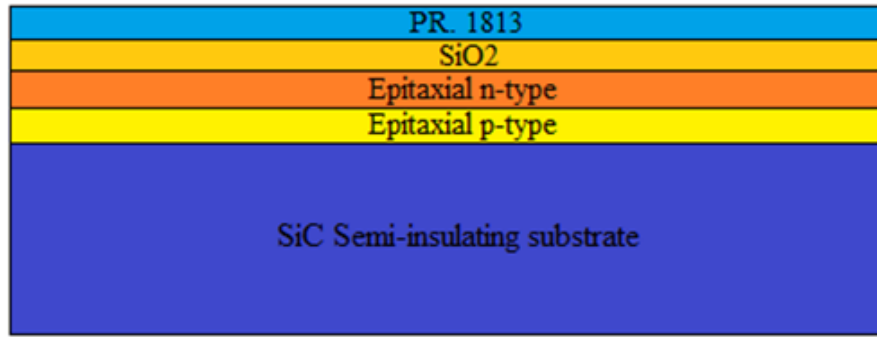 PR. 1813
SiO2
Epitaxial n-type
Epitaxial p-type
SiC Semi-insulating substrate